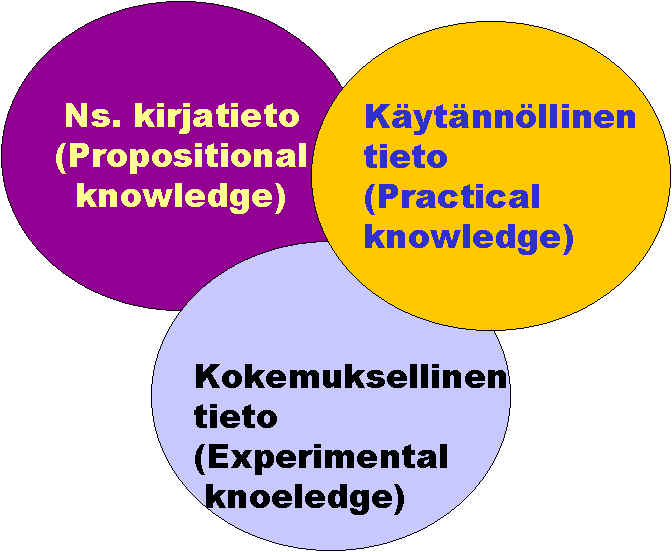 Ns. kirjatieto
(Propositional
knowledge)
Käytännöllinen
tieto
(Practical
knowledge)
Kokemuksellinen
tieto
(Experimental
knoeledge)